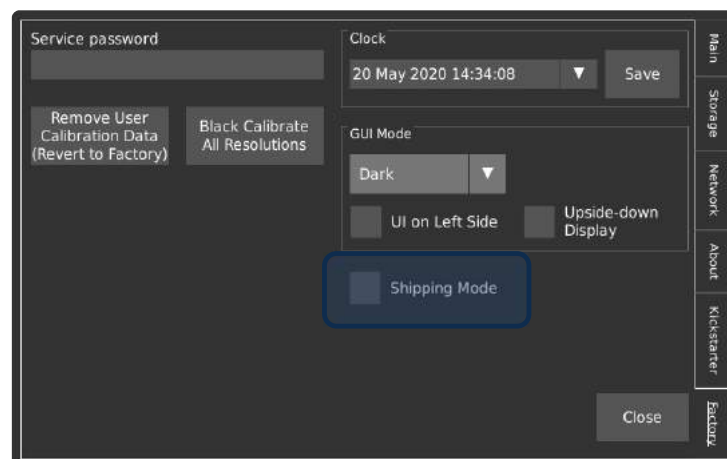 Service password
Remove User
Calibration Data
(Revert to Factory)
Black Calibrate
All Resolutions
Clock
20 May 2020 14:34:08
Save
GUI Mode
Dark
UI on Left Side
Upside-down
Display
Shipping Mode
Close
Main
Storage
Network
About
Kickstarter
Factory